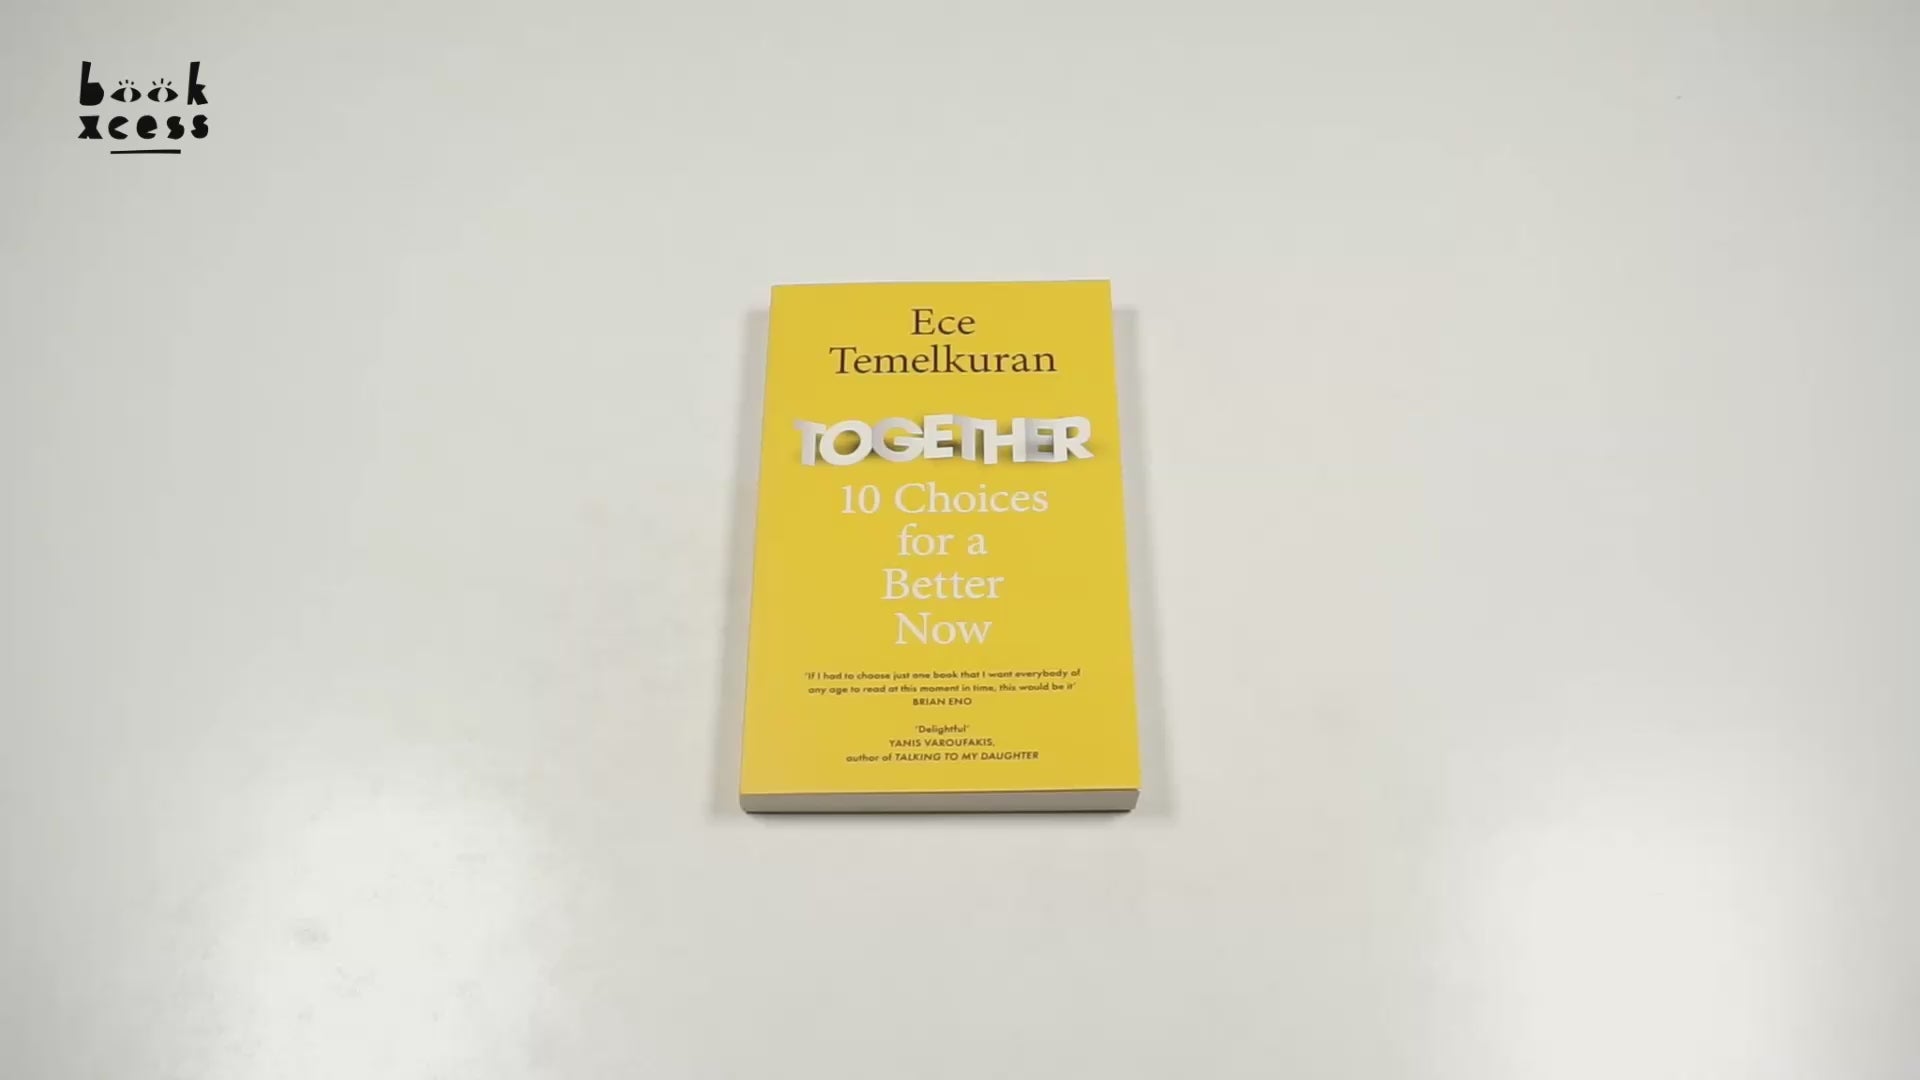 book
xcess
Ece
Temelkuran
TOGETHER
10 Choices
for a
Better
Now
'If I had to choose just one book that I want everybody of
any age to read at this moment in time, this would be it'
BRIAN ENO
'Delightful'
YANIS VAROUFAKIS,
author of TALKING TO MY DAUGHTER